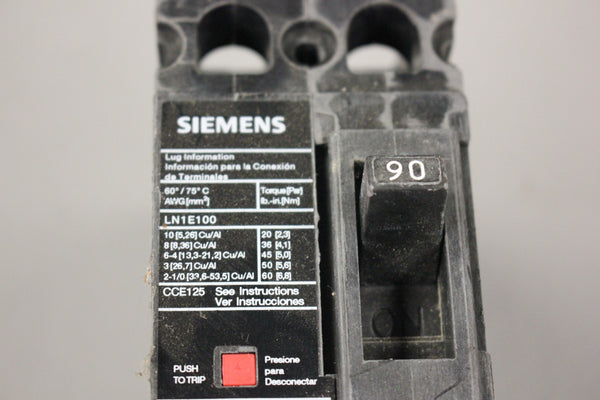 SIEMENS
Lug Information
Información para la Conexión
de Terminales
60° / 75° C Torque[Par]
AWG[mm²] lb.-in.[Nm]
LN1E100
10 [5,26] Cu/Al 20 [2,3]
8 [8,36] Cu/Al 36 [4,1]
6-4 [13,3-21,2] Cu/Al 45 [5,0]
3 [26,7] Cu/Al 50 [5,6]
2-1/0 [33,6-53,5] Cu/Al 60 [6,8]
CCE125 See Instructions
Ver Instrucciones
PUSH
TO TRIP
Presione
para
Desconectar
90
ON